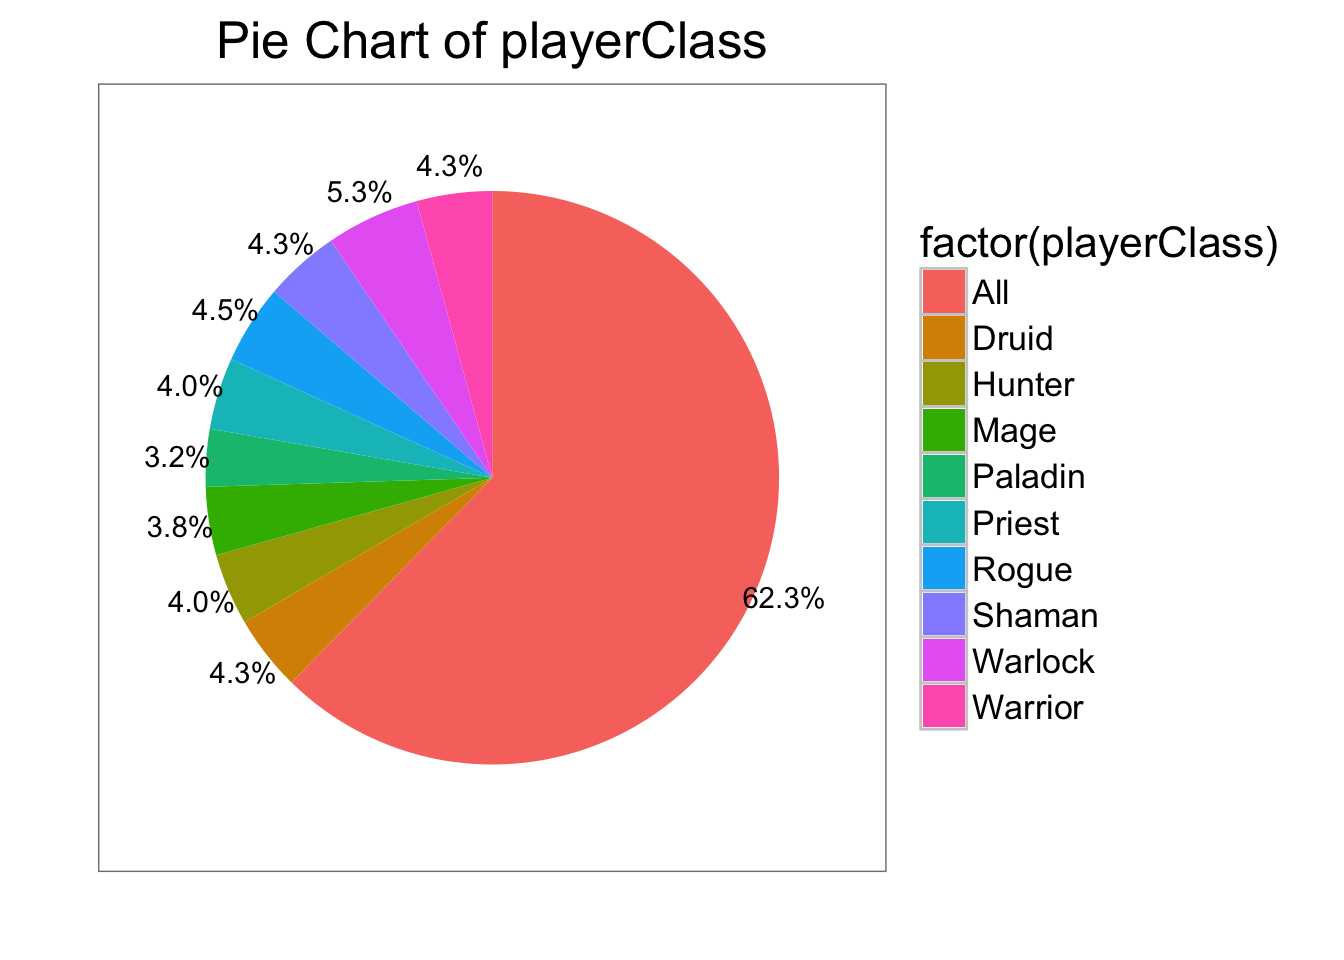 Pie Chart of playerClass
4.3%
5.3%
4.3%
4.5%
4.0%
3.2%
3.8%
4.0%
4.3%
62.3%
factor(playerClass)
All
Druid
Hunter
Mage
Paladin
Priest
Rogue
Shaman
Warlock
Warrior